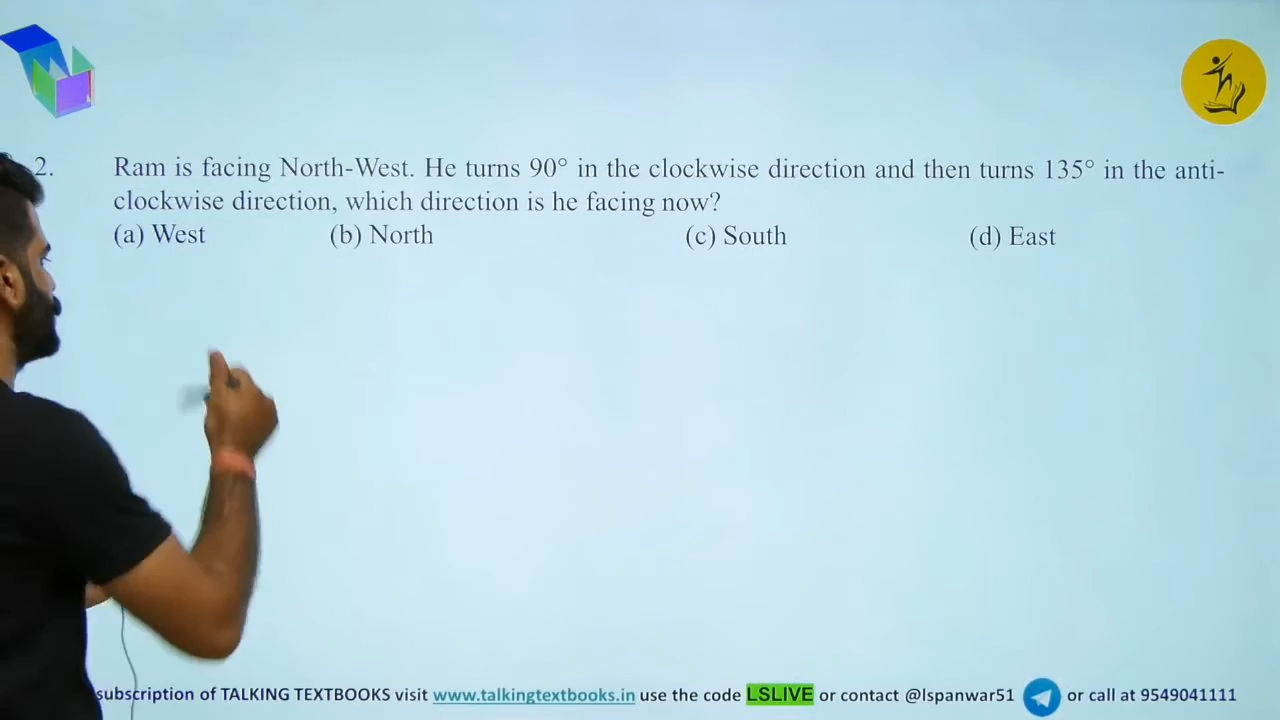 2. Ram is facing North-West. He turns 90° in the clockwise direction and then turns 135° in the anti-
clockwise direction, which direction is he facing now?
(a) West (b) North (c) South (d) East
subscription of TALKING TEXTBOOKS visit www.talkingtextbooks.in use the code LSLIVE or contact @lspanwar51 or call at 9549041111